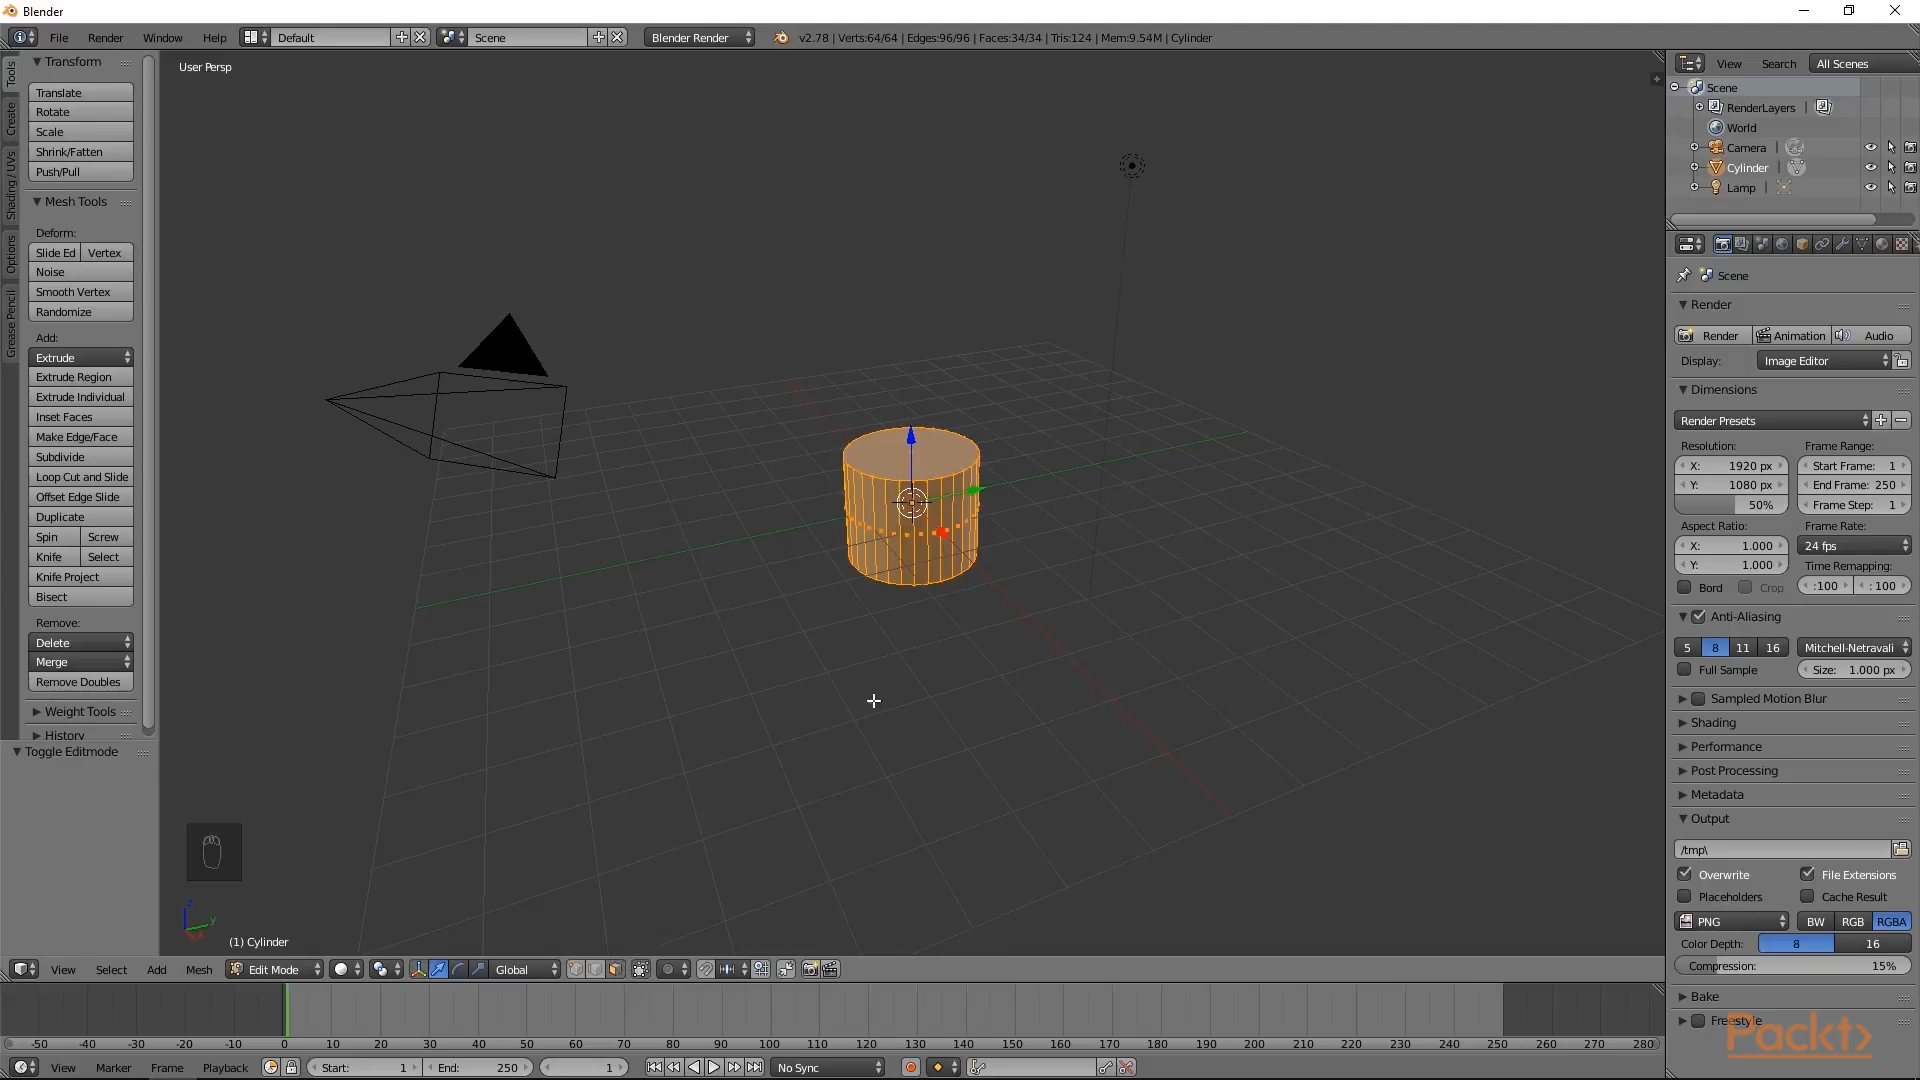 Blender
File Render Window Help Default Scene Blender Render v2.78 | Verts:64/64 | Edges:96/96 | Faces:34/34 | Tris:124 | Mem:9.54M | Cylinder
Tools
Create
Shading / UVs
Options
Grease Pencil
Transform
Translate
Rotate
Scale
Shrink/Fatten
Push/Pull
Mesh Tools
Deform:
Slide Ed Vertex
Noise
Smooth Vertex
Randomize
Add:
Extrude
Extrude Region
Extrude Individual
Inset Faces
Make Edge/Face
Subdivide
Loop Cut and Slide
Offset Edge Slide
Duplicate
Spin Screw
Knife Select
Knife Project
Bisect
Remove:
Delete
Merge
Remove Doubles
Weight Tools
History
Toggle Editmode
User Persp
z
y
(1) Cylinder
View Select Add Mesh Edit Mode Global
-50 -40 -30 -20 -10 0 10 20 30 40 50 60 70 80 90 100 110 120 130 140 150 160 170 180 190 200 210 220 230 240 250 260 270 280
View Marker Frame Playback Start: 1 End: 250 1 No Sync
View Search All Scenes
Scene
RenderLayers |
World
Camera |
Cylinder |
Lamp |
Scene
Render
Render Animation Audio
Display: Image Editor
Dimensions
Render Presets
Resolution: Frame Range:
X: 1920 px Start Frame: 1
Y: 1080 px End Frame: 250
50% Frame Step: 1
Aspect Ratio: Frame Rate:
X: 1.000 24 fps
Y: 1.000 Time Remapping:
Bord Crop :100 : 100
Anti-Aliasing
5 8 11 16 Mitchell-Netravali
Full Sample Size: 1.000 px
Sampled Motion Blur
Shading
Performance
Post Processing
Metadata
Output
/tmp\
Overwrite File Extensions
Placeholders Cache Result
PNG BW RGB RGBA
Color Depth: 8 16
Compression: 15%
Bake
Freestyle
Packt>